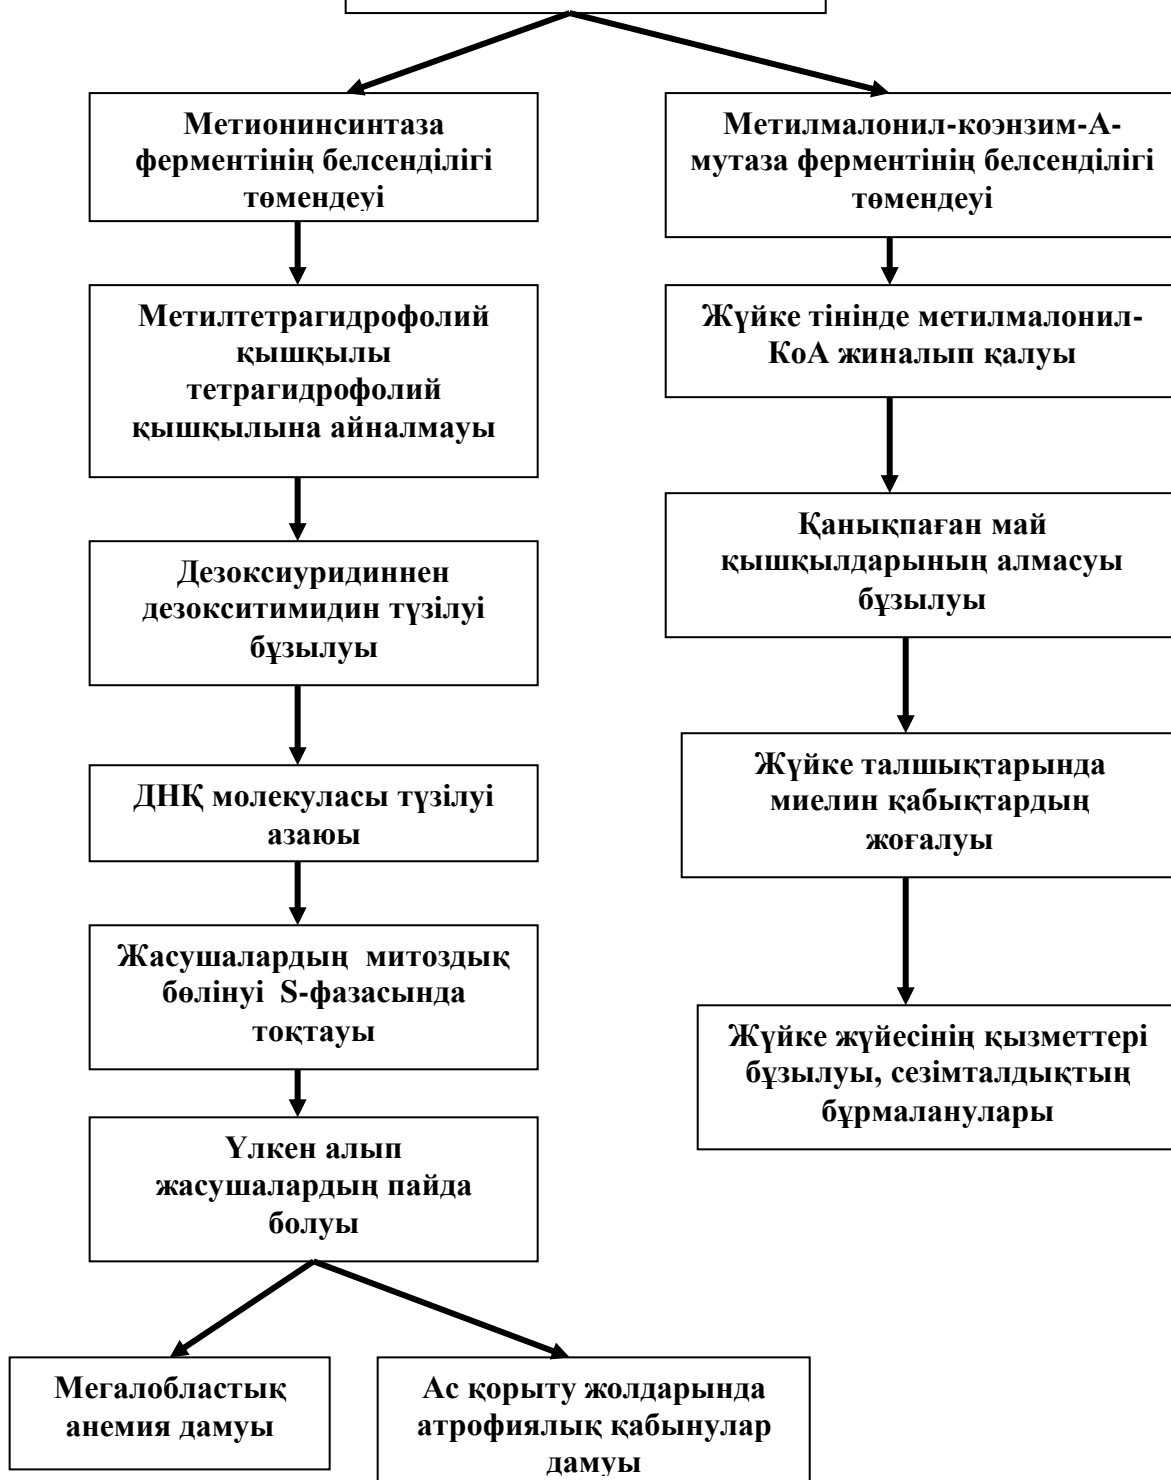 Метионинсинтаза
ферментінің белсенділігі
төмендеуі
Метилтетрагидрофолий
қышқылы
тетрагидрофолий
қышқылына айналмауы
Дезоксиуридиннен
дезокситимидин түзілуі
бұзылуы
ДНҚ молекуласы түзілуі
азаюы
Жасушалардың митоздық
бөлінуі S-фазасында
тоқтауы
Үлкен алып
жасушалардың пайда
болуы
Мегалобластық
анемия дамуы
Ас қорыту жолдарында
атрофиялық қабынулар
дамуы
Метилмалонил-коэнзим-А-
мутаза ферментінің белсенділігі
төмендеуі
Жүйке тінінде метилмалонил-
КоА жиналып қалуы
Қанықпаған май
қышқылдарының алмасуы
бұзылуы
Жүйке талшықтарында
миелин қабықтардың
жоғалуы
Жүйке жүйесінің қызметтері
бұзылуы, сезімталдықтың
бұрмаланулары